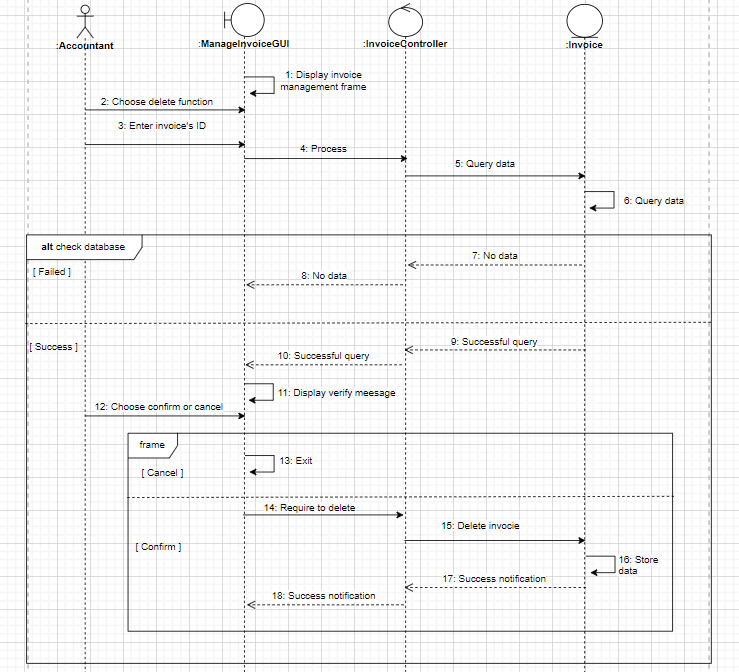 :Accountant
:ManageInvoiceGUI
:InvoiceController
:Invoice
1: Display invoice
management frame
2: Choose delete function
3: Enter invoice's ID
4: Process
5: Query data
6: Query data
alt check database
[ Failed ]
7: No data
8: No data
[ Success ]
9: Successful query
10: Successful query
11: Display verify message
12: Choose confirm or cancel
frame
13: Exit
[ Cancel ]
14: Require to delete
15: Delete invocie
[ Confirm ]
16: Store
data
17: Success notification
18: Success notification